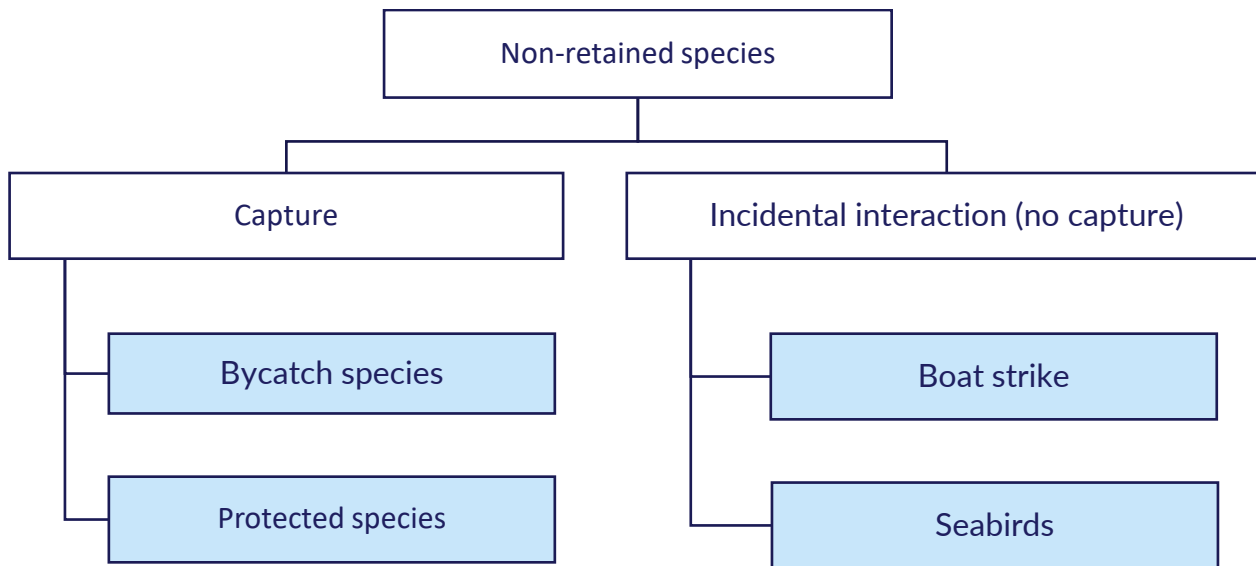 Non-retained species
Capture
Incidental interaction (no capture)
Bycatch species
Boat strike
Protected species
Seabirds